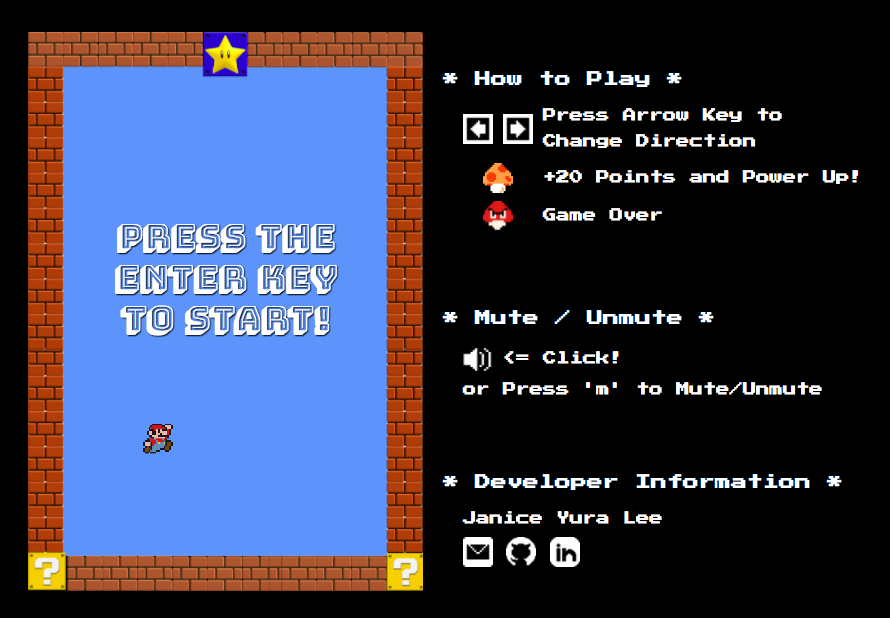 PRESS THE
ENTER KEY
TO START!
?
?
* How to Play *
Press Arrow Key to
Change Direction
+20 Points and Power Up!
Game Over
* Mute / Unmute *
<= Click!
or Press 'm' to Mute/Unmute
* Developer Information *
Janice Yura Lee
in